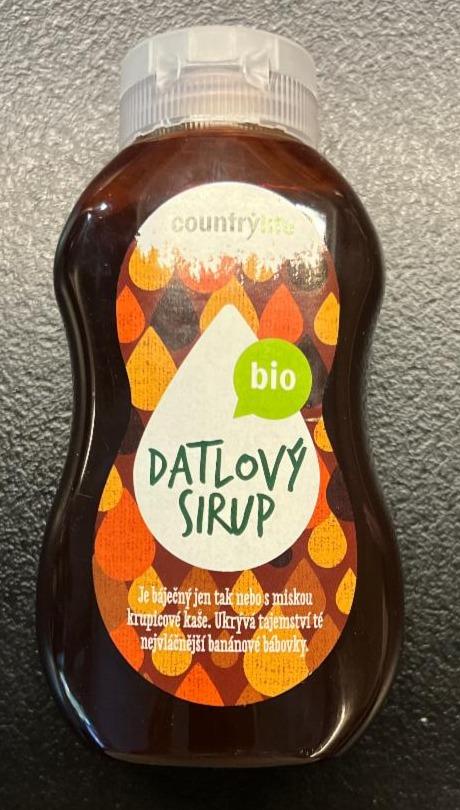 countrylife
bio
DATLOVÝ
SIRUP
Je báječný jen tak nebo s miskou
krupicové kaše. Ukrývá tajemství té
nejvláčnější banánové bábovky.